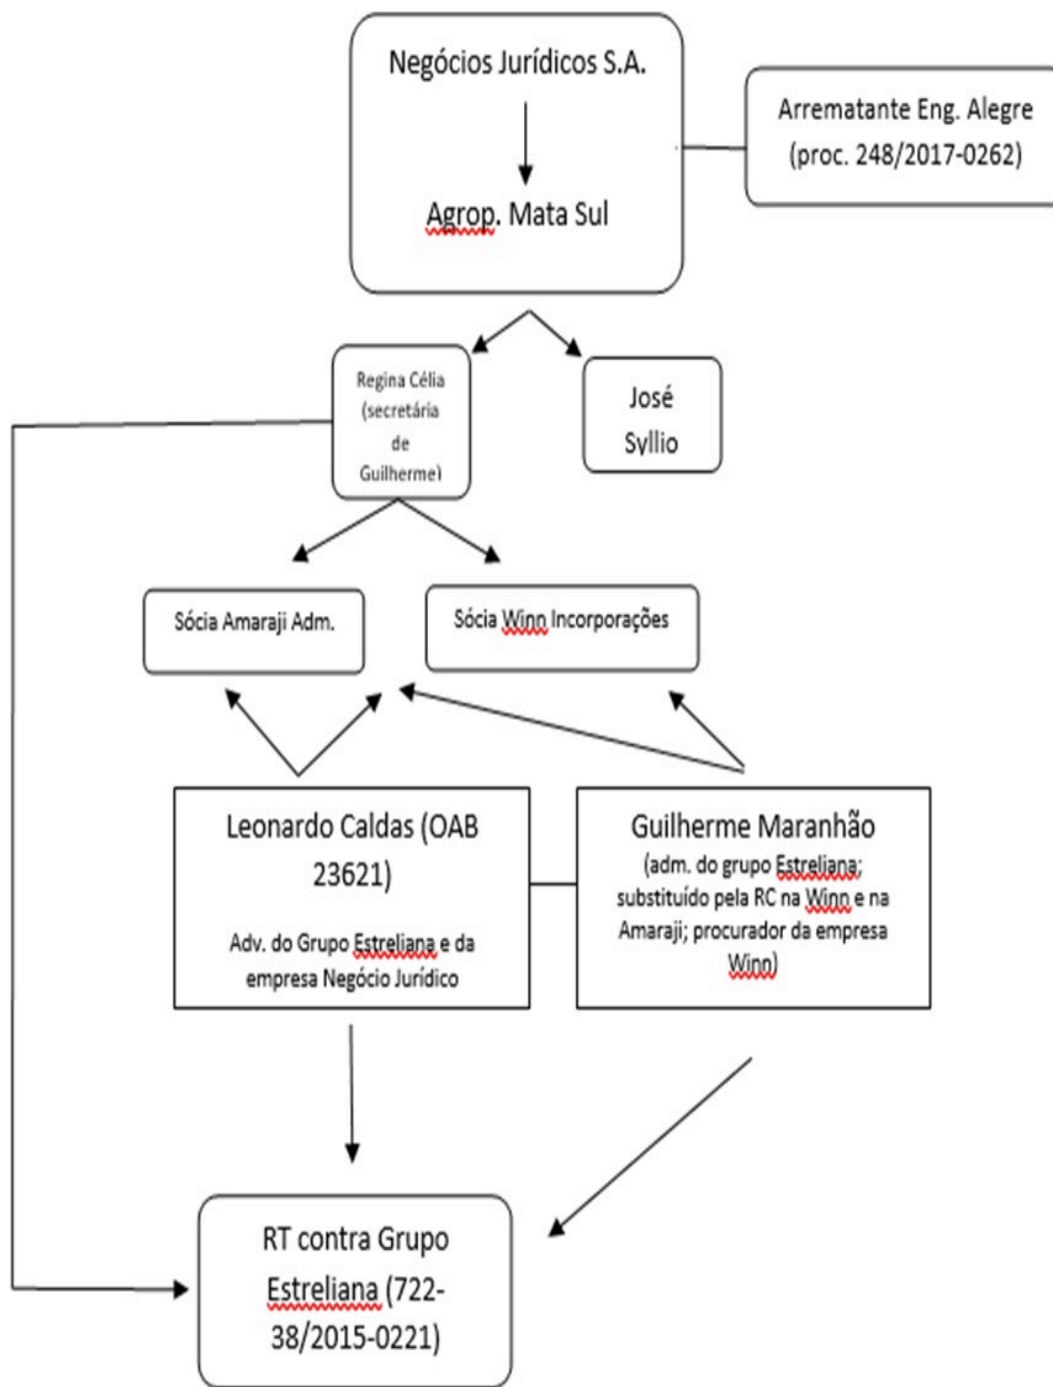 Negócios Jurídicos S.A.
Agrop. Mata Sul
Arrematante Eng. Alegre
(proc. 248/2017-0262)
Regina Célia
(secretária
de
Guilherme)
José
Syllio
Sócia Amaraji Adm.
Sócia Winn Incorporações
Leonardo Caldas (OAB
23621)
Adv. do Grupo Estreliana e da
empresa Negócio Jurídico
Guilherme Maranhão
(adm. do grupo Estreliana;
substituído pela RC na Winn e na
Amaraji; procurador da empresa
Winn)
RT contra Grupo
Estreliana (722-
38/2015-0221)